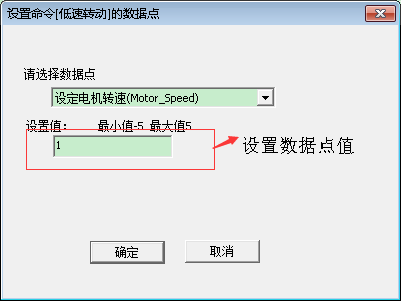 设置命令[低速转动]的数据点
请选择数据点
设定电机转速(Motor_Speed)
设置值： 最小值-5 最大值5
1
设置数据点值
确定 取消